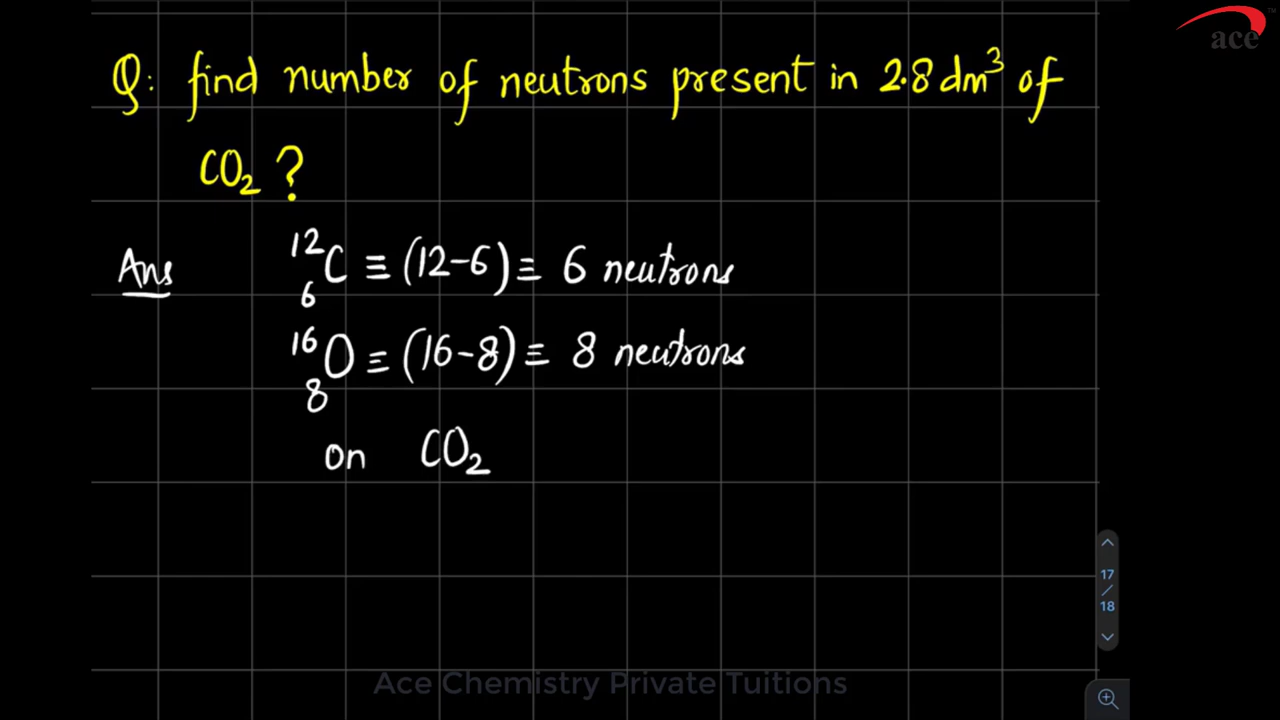 ace™
Q: find number of neutrons present in 2.8 dm³ of
CO₂ ?
Ans ¹²₆C ≡ (12-6) ≡ 6 neutrons
¹⁶₈O ≡ (16-8) ≡ 8 neutrons
on CO₂
17
/
18
Ace Chemistry Private Tuitions